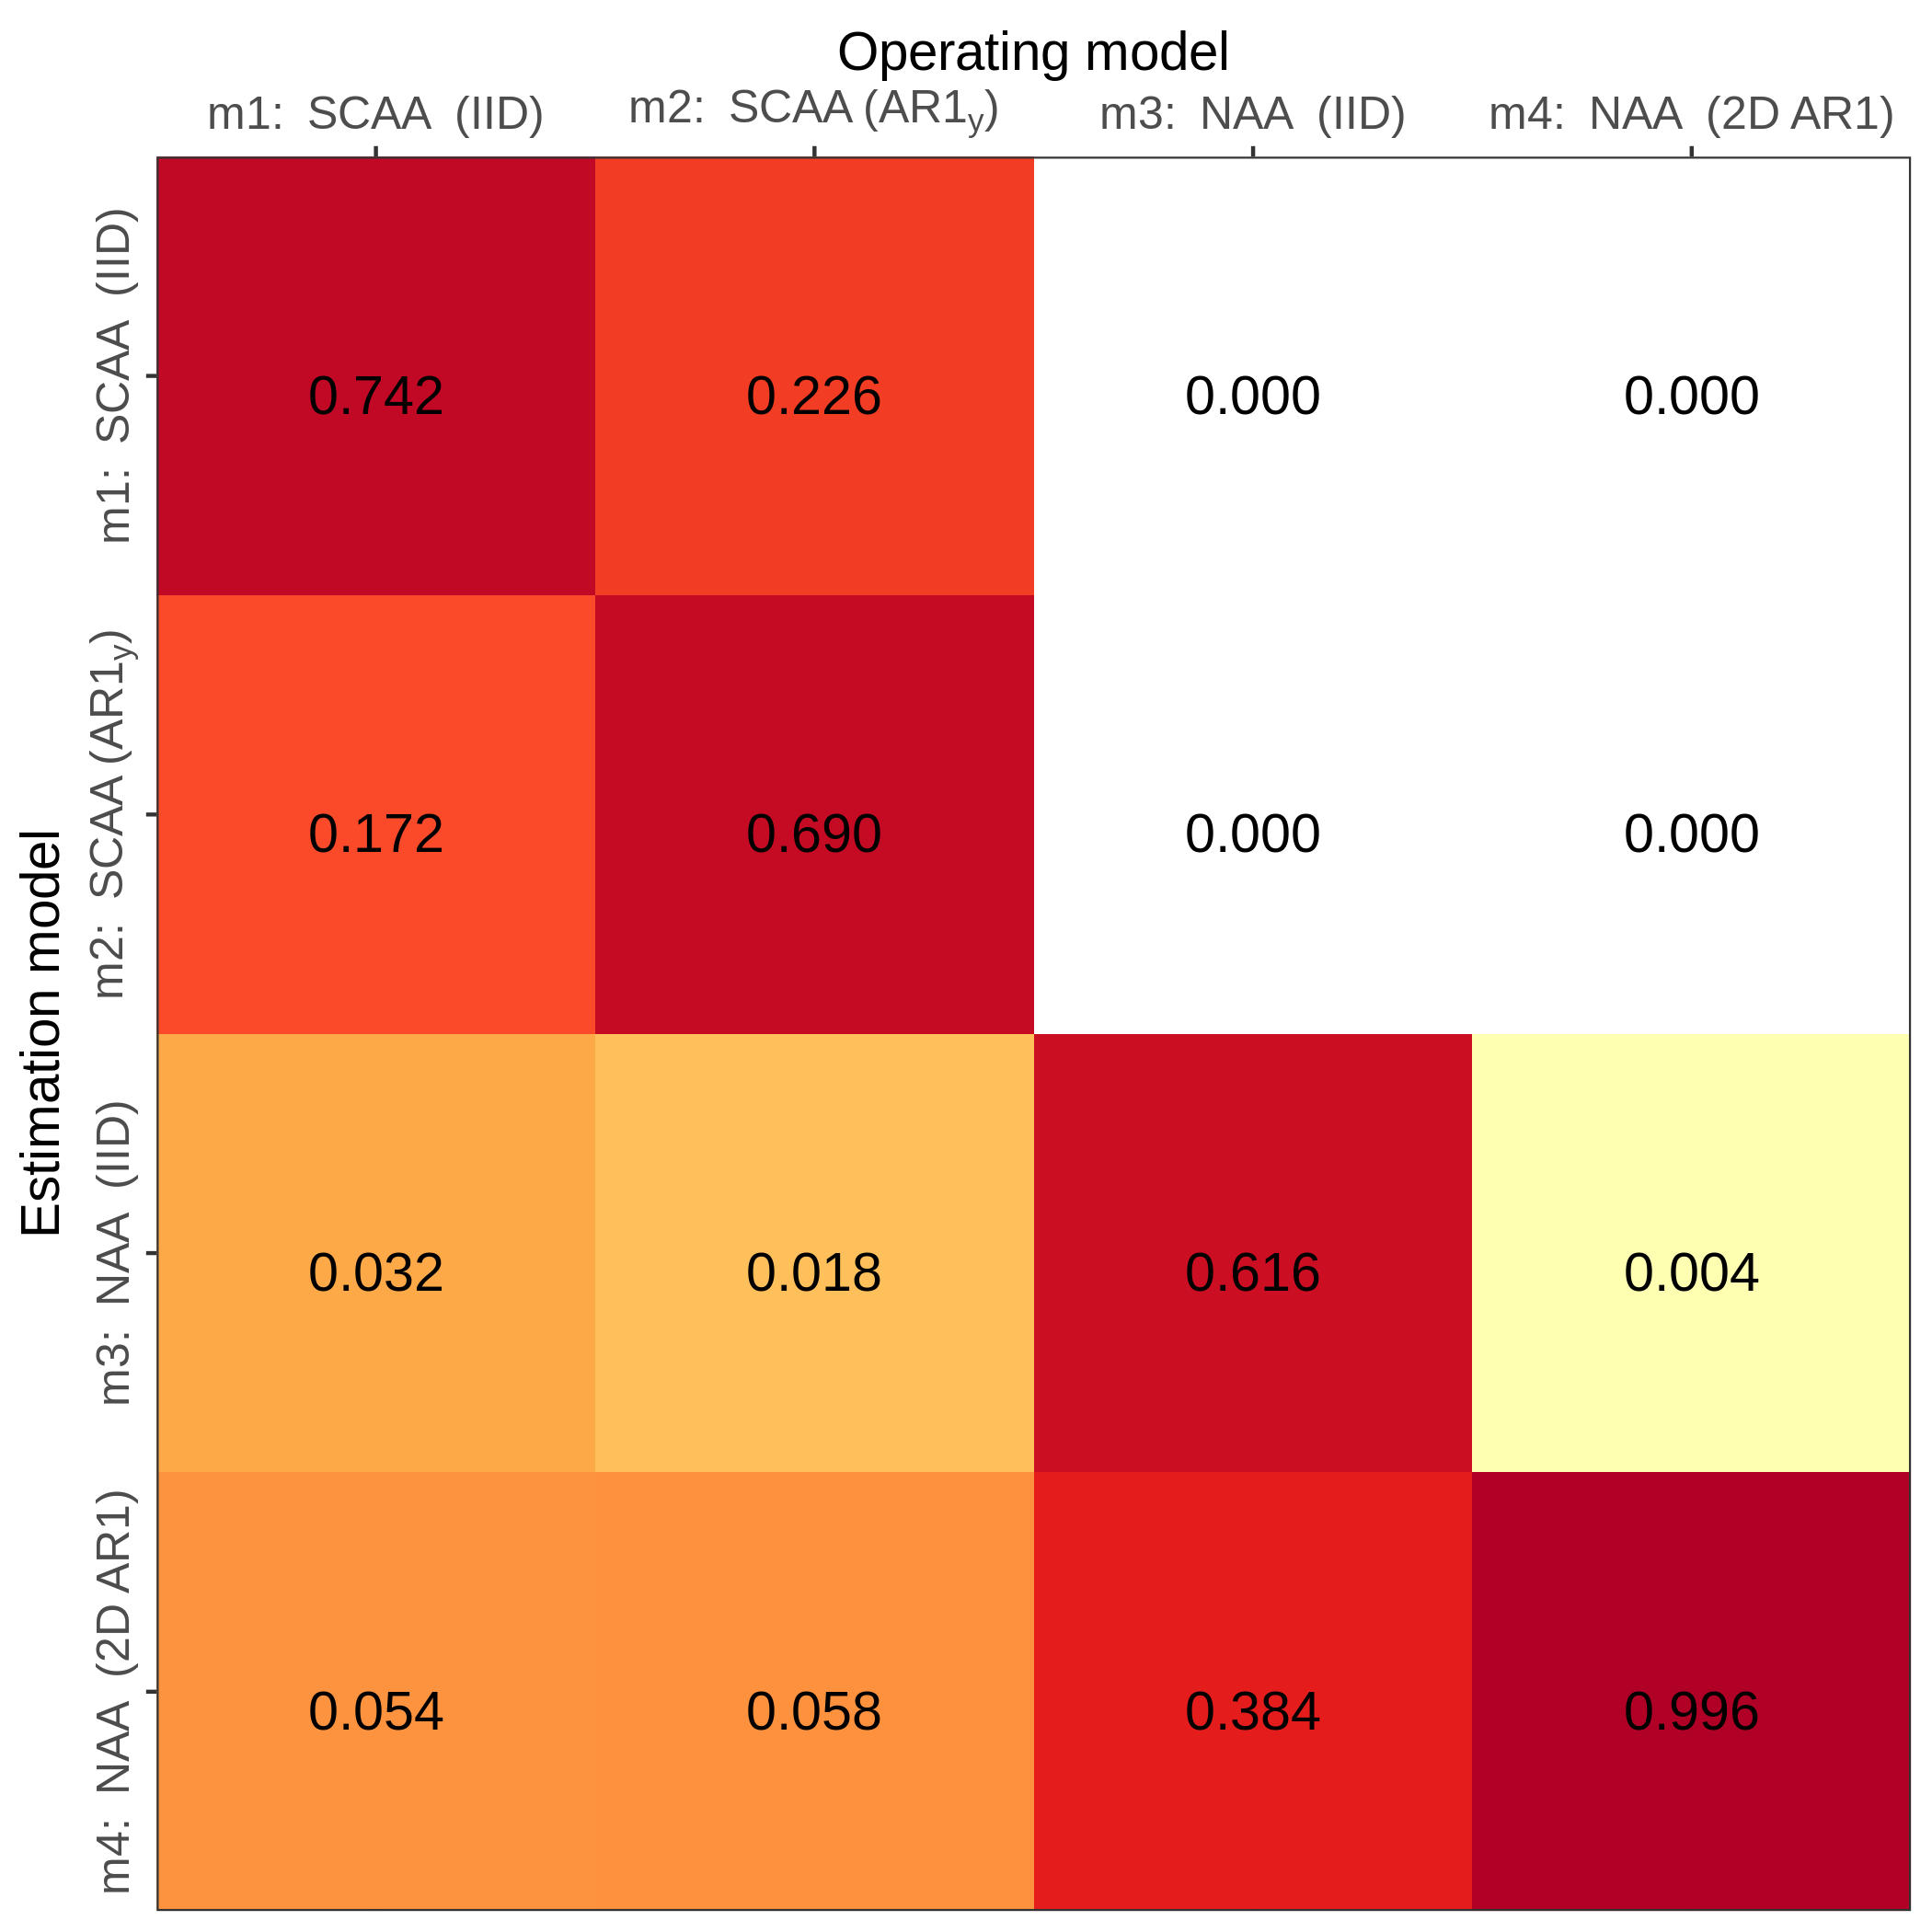 Operating model
m1: SCAA (IID)
m2: SCAA (AR1y)
m3: NAA (IID)
m4: NAA (2D AR1)
Estimation model
m1: SCAA (IID)
0.742 0.226 0.000 0.000
m2: SCAA (AR1y)
0.172 0.690 0.000 0.000
m3: NAA (IID)
0.032 0.018 0.616 0.004
m4: NAA (2D AR1)
0.054 0.058 0.384 0.996